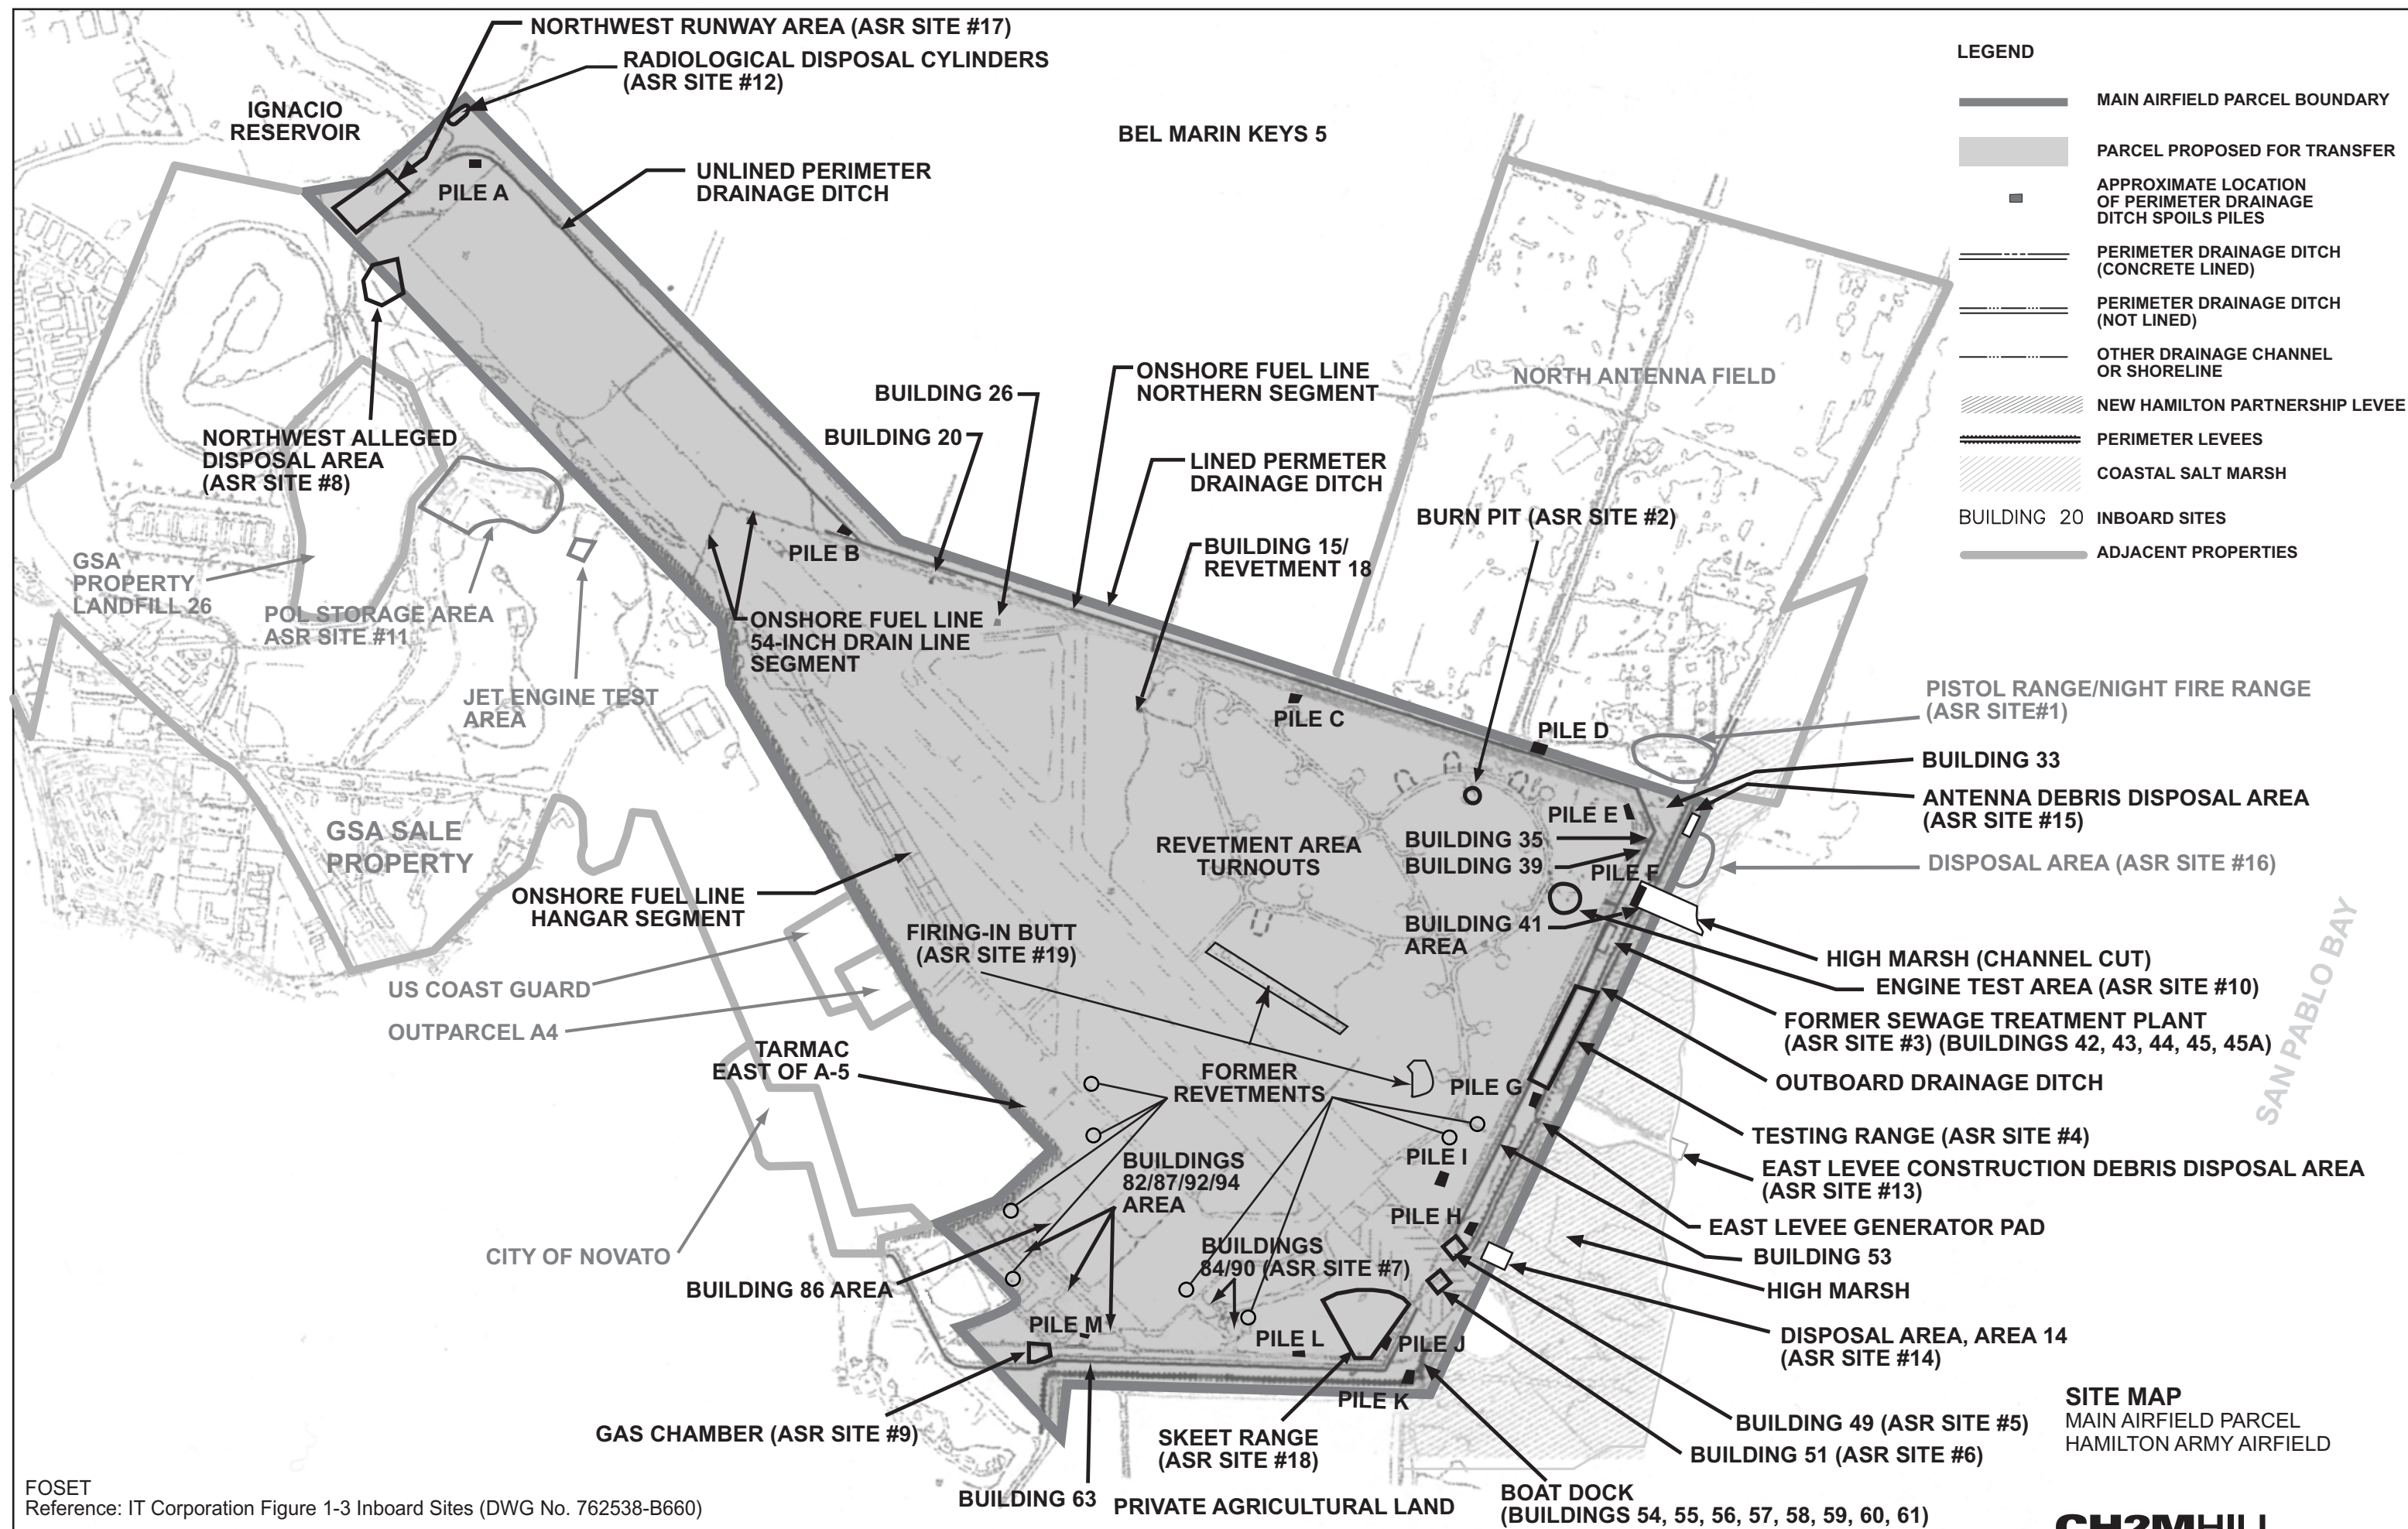 NORTHWEST RUNWAY AREA (ASR SITE #17)
RADIOLOGICAL DISPOSAL CYLINDERS
(ASR SITE #12)
IGNACIO
RESERVOIR
BEL MARIN KEYS 5
PILE A
UNLINED PERIMETER
DRAINAGE DITCH
LEGEND
MAIN AIRFIELD PARCEL BOUNDARY
PARCEL PROPOSED FOR TRANSFER
APPROXIMATE LOCATION
OF PERIMETER DRAINAGE
DITCH SPOILS PILES
PERIMETER DRAINAGE DITCH
(CONCRETE LINED)
PERIMETER DRAINAGE DITCH
(NOT LINED)
OTHER DRAINAGE CHANNEL
OR SHORELINE
NEW HAMILTON PARTNERSHIP LEVEE
PERIMETER LEVEES
COASTAL SALT MARSH
BUILDING 20 INBOARD SITES
ADJACENT PROPERTIES
ONSHORE FUEL LINE
NORTHERN SEGMENT
NORTH ANTENNA FIELD
BUILDING 26
BUILDING 20
NORTHWEST ALLEGED
DISPOSAL AREA
(ASR SITE #8)
LINED PERMETER
DRAINAGE DITCH
BURN PIT (ASR SITE #2)
PILE B
BUILDING 15/
REVETMENT 18
GSA
PROPERTY
LANDFILL 26
POL STORAGE AREA
ASR SITE #11
ONSHORE FUEL LINE
54-INCH DRAIN LINE
SEGMENT
JET ENGINE TEST
AREA
PILE C
PILE D
PISTOL RANGE/NIGHT FIRE RANGE
(ASR SITE#1)
BUILDING 33
ANTENNA DEBRIS DISPOSAL AREA
(ASR SITE #15)
PILE E
GSA SALE
PROPERTY
REVETMENT AREA
TURNOUTS
BUILDING 35
BUILDING 39
PILE F
DISPOSAL AREA (ASR SITE #16)
ONSHORE FUEL LINE
HANGAR SEGMENT
FIRING-IN BUTT
(ASR SITE #19)
BUILDING 41
AREA
HIGH MARSH (CHANNEL CUT)
ENGINE TEST AREA (ASR SITE #10)
SAN PABLO BAY
US COAST GUARD
OUTPARCEL A4
FORMER SEWAGE TREATMENT PLANT
(ASR SITE #3) (BUILDINGS 42, 43, 44, 45, 45A)
TARMAC
EAST OF A-5
FORMER
REVETMENTS
PILE G
OUTBOARD DRAINAGE DITCH
TESTING RANGE (ASR SITE #4)
BUILDINGS
82/87/92/94
AREA
PILE I
EAST LEVEE CONSTRUCTION DEBRIS DISPOSAL AREA
(ASR SITE #13)
PILE H
EAST LEVEE GENERATOR PAD
BUILDING 53
CITY OF NOVATO
BUILDINGS
84/90 (ASR SITE #7)
BUILDING 86 AREA
HIGH MARSH
PILE M
PILE L
PILE J
DISPOSAL AREA, AREA 14
(ASR SITE #14)
PILE K
GAS CHAMBER (ASR SITE #9)
SKEET RANGE
(ASR SITE #18)
BUILDING 49 (ASR SITE #5)
BUILDING 51 (ASR SITE #6)
SITE MAP
MAIN AIRFIELD PARCEL
HAMILTON ARMY AIRFIELD
BUILDING 63
PRIVATE AGRICULTURAL LAND
BOAT DOCK
(BUILDINGS 54, 55, 56, 57, 58, 59, 60, 61)
FOSET
Reference: IT Corporation Figure 1-3 Inboard Sites (DWG No. 762538-B660)
CH2MHILL